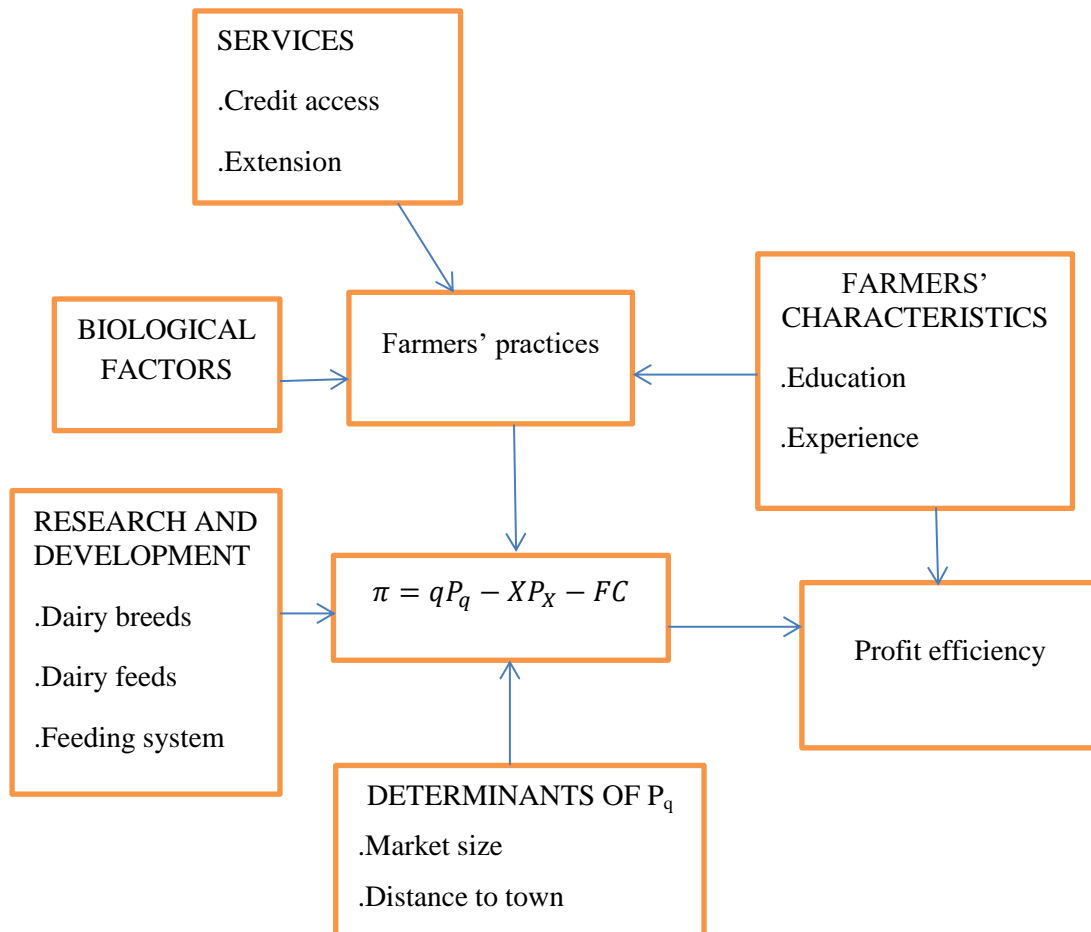 SERVICES
.Credit access
.Extension
BIOLOGICAL
FACTORS
Farmers’ practices
FARMERS’
CHARACTERISTICS
.Education
.Experience
RESEARCH AND
DEVELOPMENT
.Dairy breeds
.Dairy feeds
.Feeding system
𝜋 = 𝑞𝑃_𝑞 − 𝑋𝑃_𝑋 − 𝐹𝐶
Profit efficiency
DETERMINANTS OF P_q
.Market size
.Distance to town